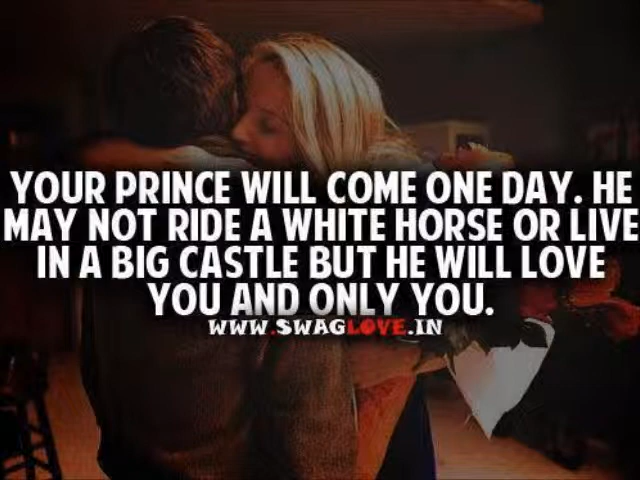 YOUR PRINCE WILL COME ONE DAY. HE
MAY NOT RIDE A WHITE HORSE OR LIVE
IN A BIG CASTLE BUT HE WILL LOVE
YOU AND ONLY YOU.
WWW.SWAGLOVE.IN